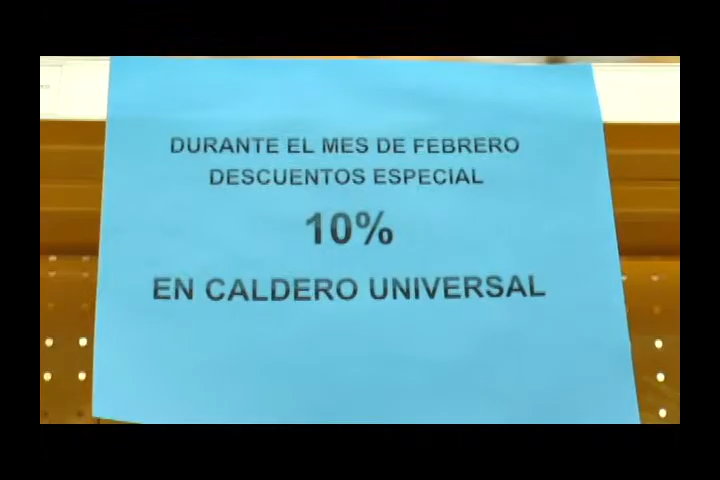 DURANTE EL MES DE FEBRERO
DESCUENTOS ESPECIAL
10%
EN CALDERO UNIVERSAL